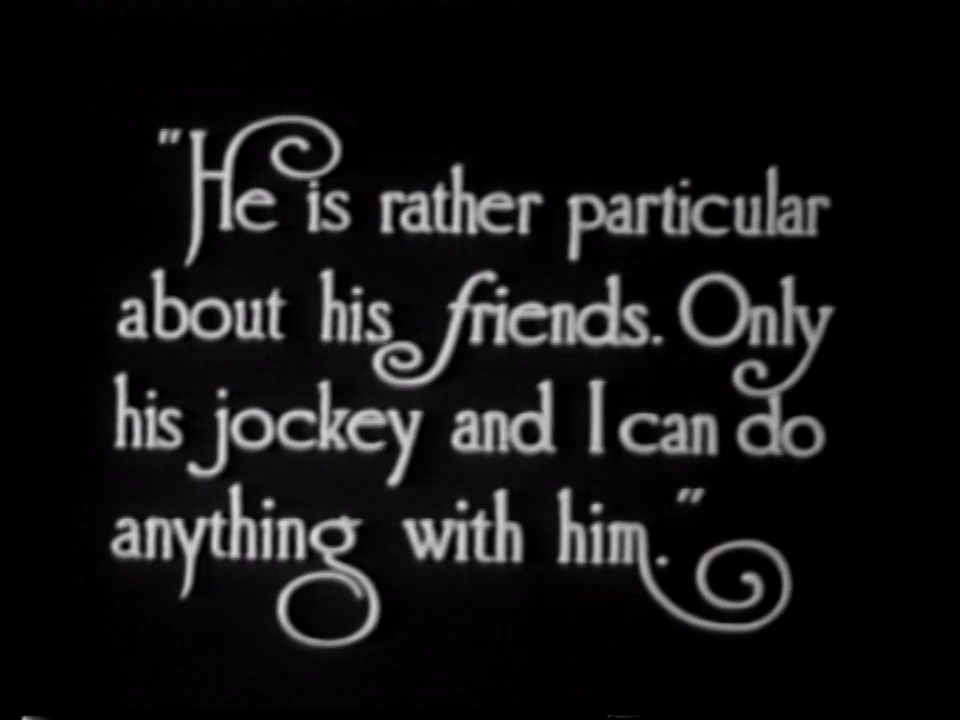 "He is rather particular
about his friends. Only
his jockey and I can do
anything with him."